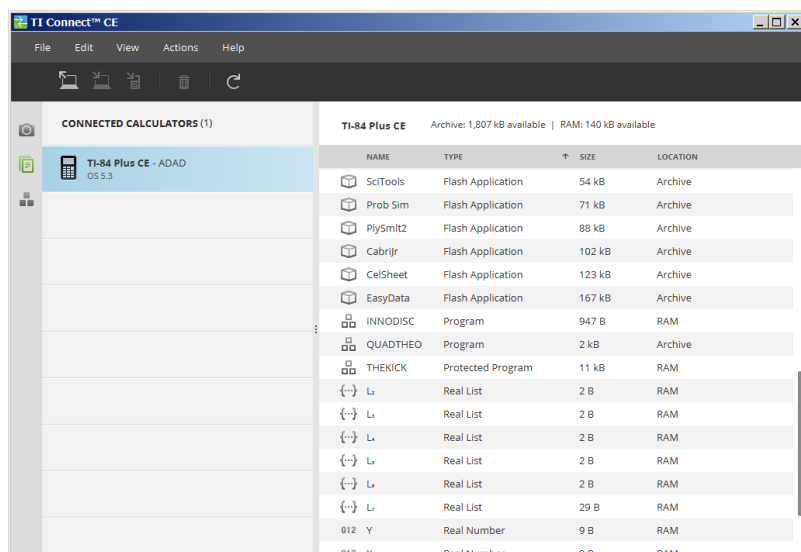 TI Connect™ CE
File Edit View Actions Help
CONNECTED CALCULATORS (1)
TI-84 Plus CE - ADAD
OS 5.3
TI-84 Plus CE Archive: 1,807 kB available | RAM: 140 kB available
NAME TYPE ↑ SIZE LOCATION
SciTools Flash Application 54 kB Archive
Prob Sim Flash Application 71 kB Archive
PlySmlt2 Flash Application 88 kB Archive
CabriJr Flash Application 102 kB Archive
CelSheet Flash Application 123 kB Archive
EasyData Flash Application 167 kB Archive
INNODISC Program 947 B RAM
QUADTHEO Program 2 kB Archive
THEKICK Protected Program 11 kB RAM
{···} Real List 2 B RAM
{···} Real List 2 B RAM
{···} Real List 2 B RAM
{···} Real List 2 B RAM
{···} Real List 2 B RAM
{···} Real List 29 B RAM
012 Y Real Number 9 B RAM